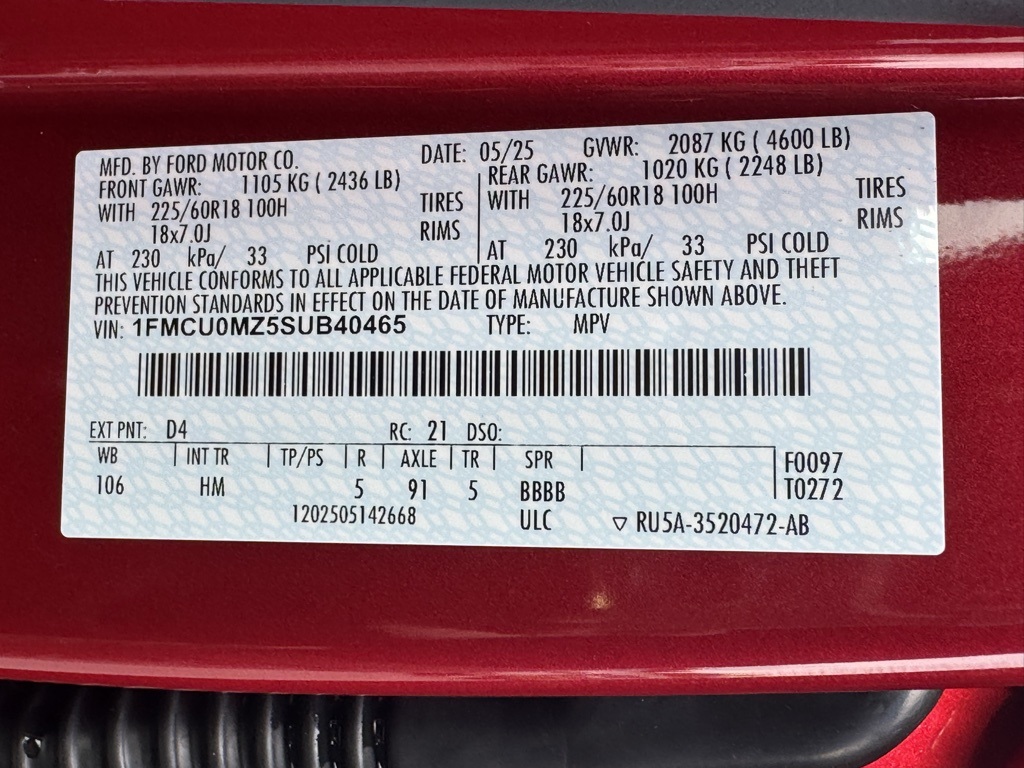 MFD. BY FORD MOTOR CO. DATE: 05/25 GVWR: 2087 KG ( 4600 LB)
FRONT GAWR: 1105 KG ( 2436 LB) REAR GAWR: 1020 KG ( 2248 LB)
WITH 225/60R18 100H TIRES WITH 225/60R18 100H TIRES
18x7.0J RIMS 18x7.0J RIMS
AT 230 kPa/ 33 PSI COLD AT 230 kPa/ 33 PSI COLD
THIS VEHICLE CONFORMS TO ALL APPLICABLE FEDERAL MOTOR VEHICLE SAFETY AND THEFT
PREVENTION STANDARDS IN EFFECT ON THE DATE OF MANUFACTURE SHOWN ABOVE.
VIN: 1FMCU0MZ5SUB40465 TYPE: MPV
EXT PNT: D4 RC: 21 DSO:
WB INT TR TP/PS R AXLE TR SPR F0097
106 HM 5 91 5 BBBB T0272
1202505142668 ULC ▽ RU5A-3520472-AB